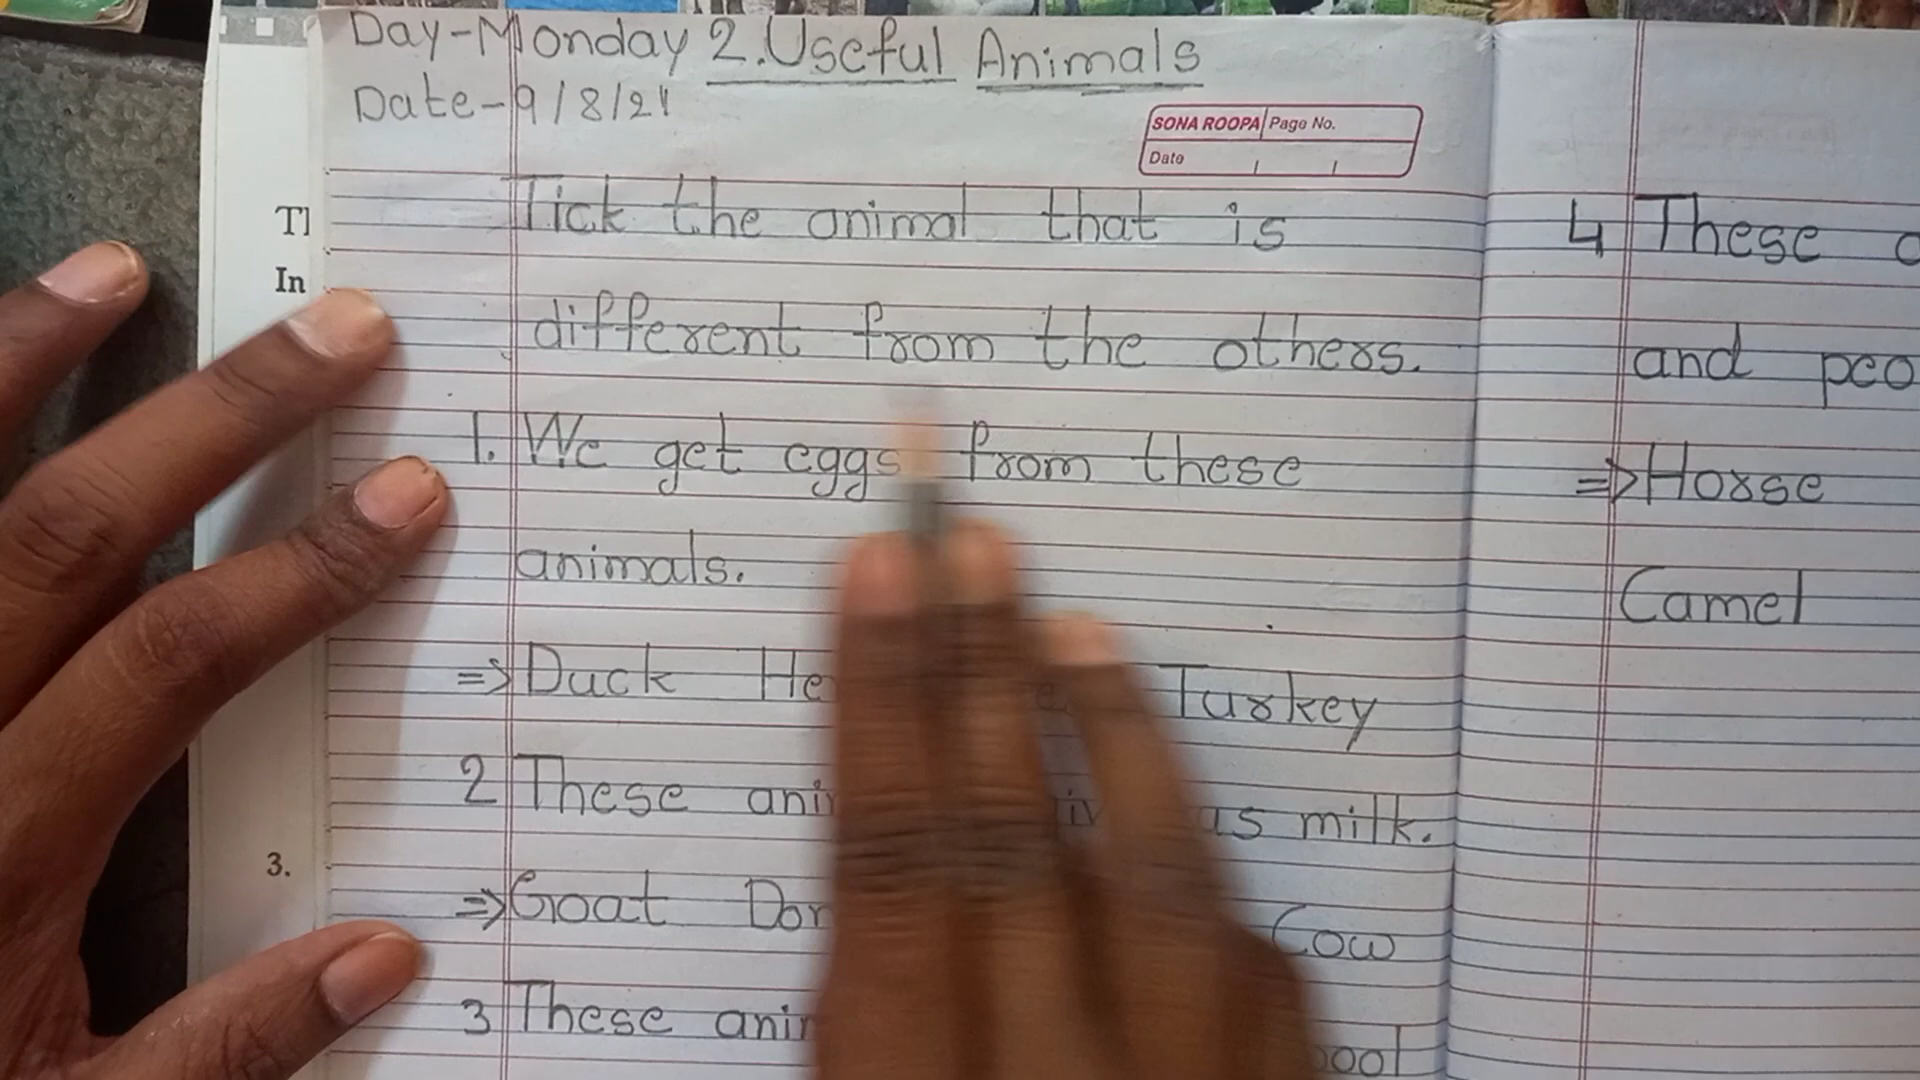 Day-Monday 2. Useful Animals
Date-9/8/21
SONA ROOPA Page No.
Date / /
Tick the animal that is
different from the others.
1. We get eggs from these
animals.
=> Duck Turkey
2 These us milk.
=> Goat Cow
3 These
4 These
and
=> Horse
Camel
In
3.